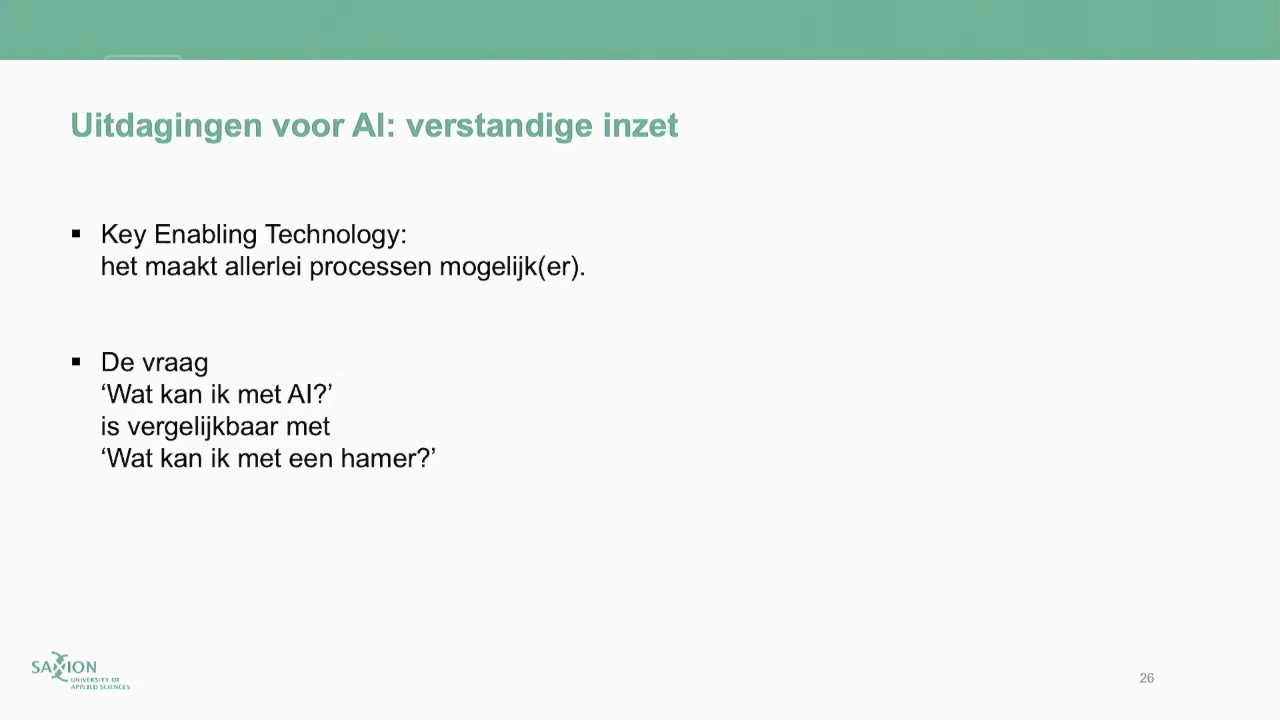 Uitdagingen voor AI: verstandige inzet
▪ Key Enabling Technology:
het maakt allerlei processen mogelijk(er).
▪ De vraag
‘Wat kan ik met AI?’
is vergelijkbaar met
‘Wat kan ik met een hamer?’
SAXION
UNIVERSITY OF
APPLIED SCIENCES
26